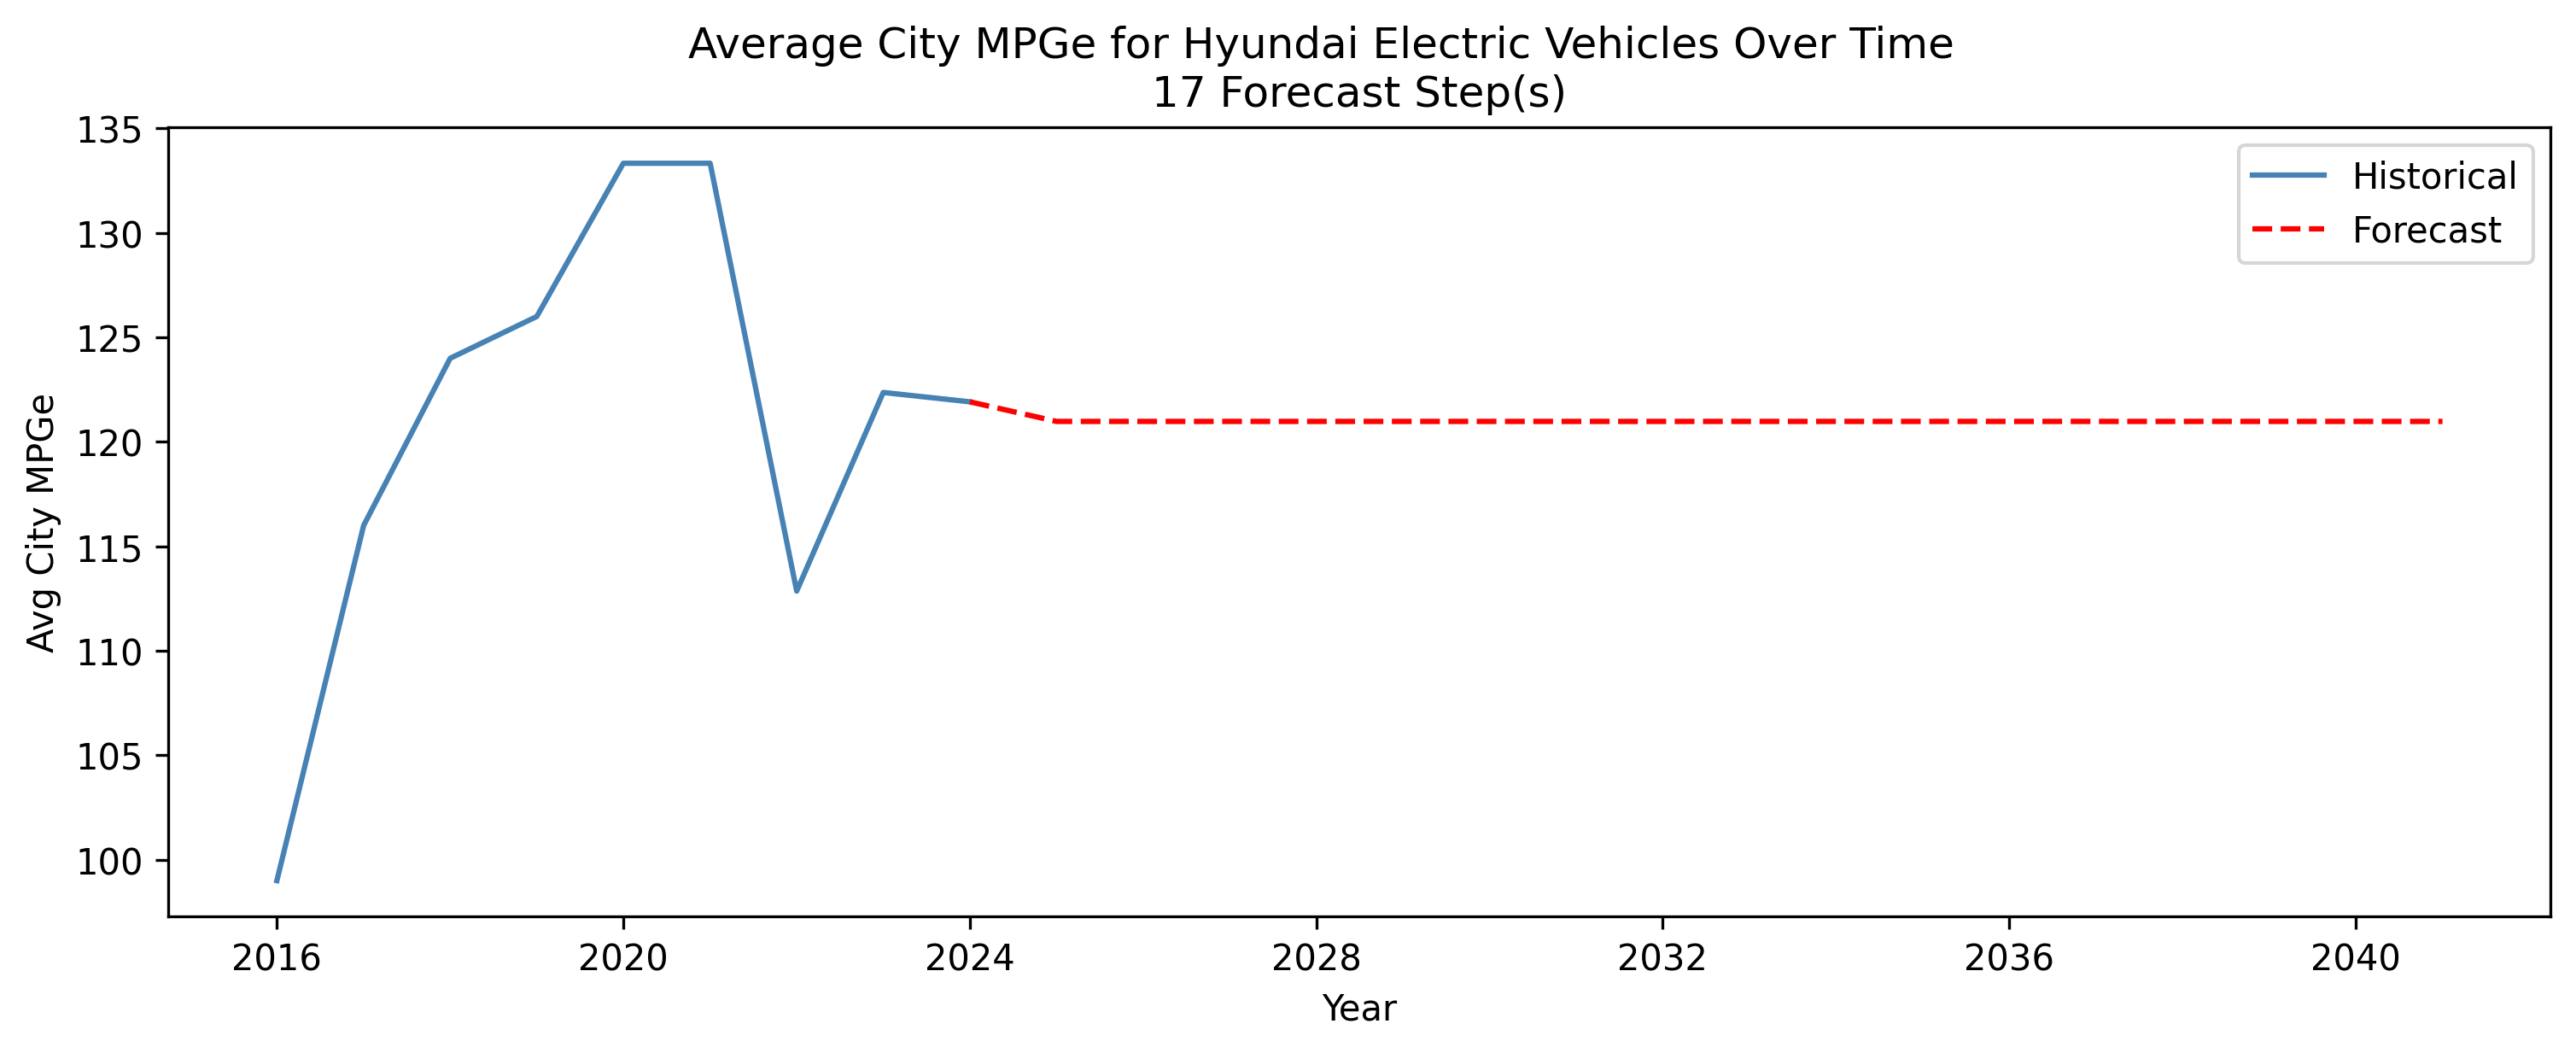 Average City MPGe for Hyundai Electric Vehicles Over Time
17 Forecast Step(s)
135
130
125
120
115
110
105
100
Avg City MPGe
Historical
Forecast
2016
2020
2024
2028
2032
2036
2040
Year